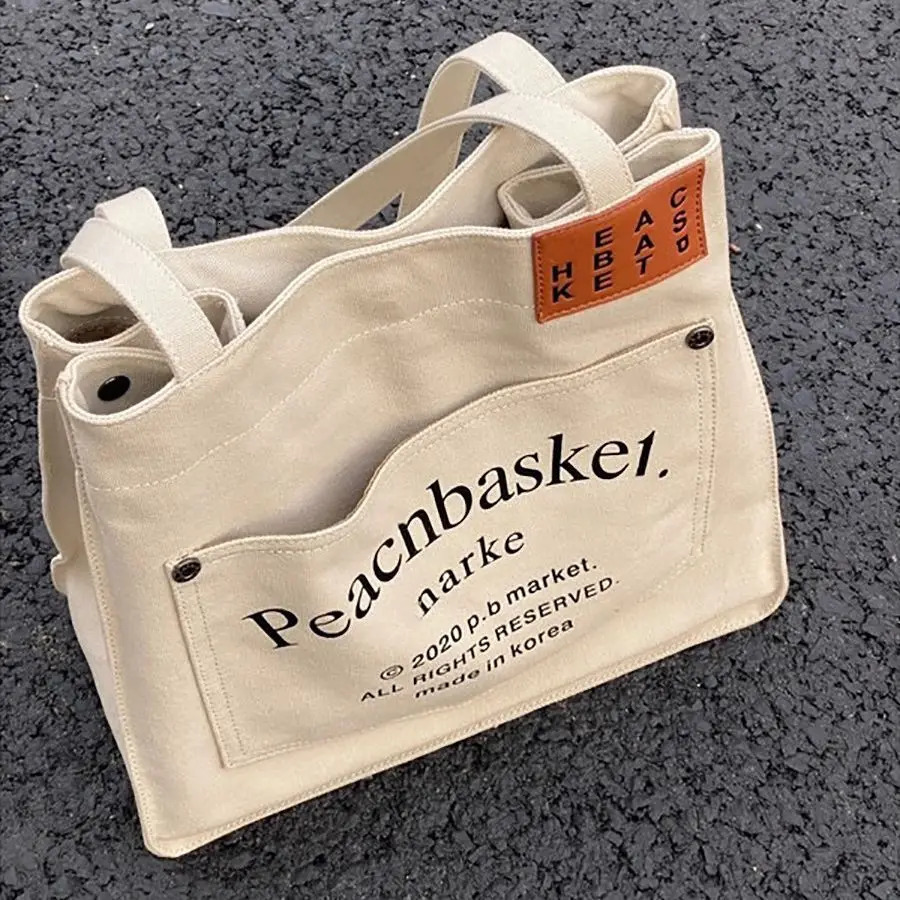 E A C
H B A S
K E T
Peacnbasket.
narke
© 2020 p.b market.
ALL RIGHTS RESERVED.
made in korea